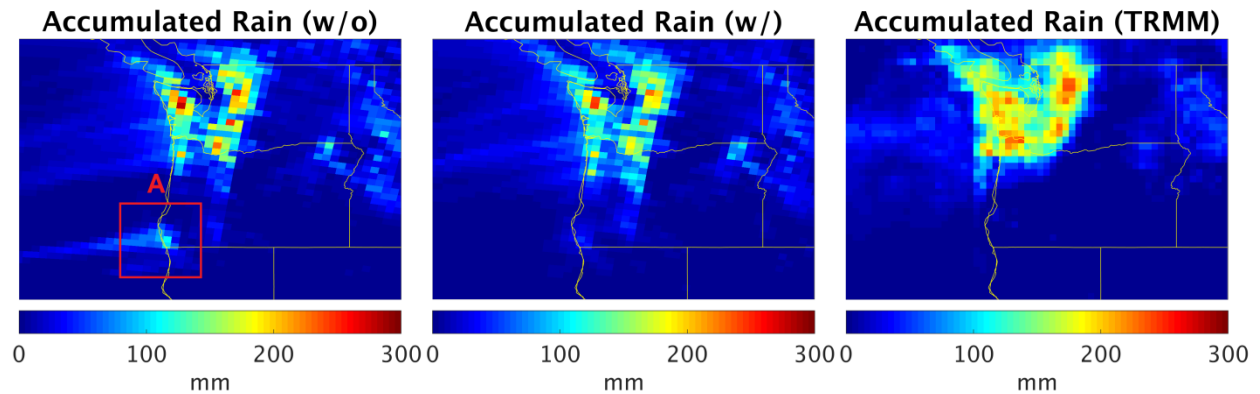 Accumulated Rain (w/o)
Accumulated Rain (w/)
Accumulated Rain (TRMM)
A
0 100 200 300
mm
0 100 200 300
mm
0 100 200 300
mm